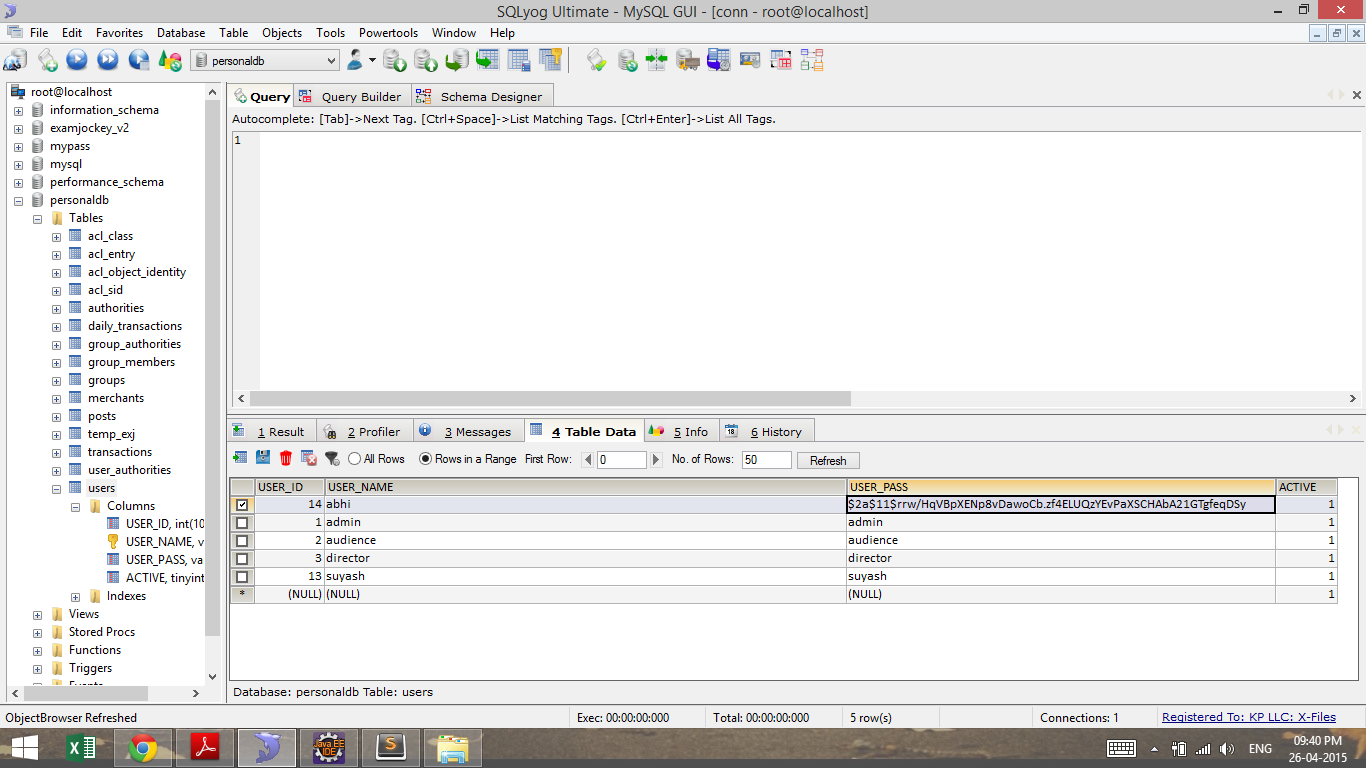 SQLyog Ultimate - MySQL GUI - [conn - root@localhost]
File Edit Favorites Database Table Objects Tools Powertools Window Help
personaldb
root@localhost
information_schema
examjockey_v2
mypass
mysql
performance_schema
personaldb
Tables
acl_class
acl_entry
acl_object_identity
acl_sid
authorities
daily_transactions
group_authorities
group_members
groups
merchants
posts
temp_exj
transactions
user_authorities
users
Columns
USER_ID, int(10
USER_NAME, v
USER_PASS, va
ACTIVE, tinyint
Indexes
Views
Stored Procs
Functions
Triggers
Events
Query Query Builder Schema Designer
Autocomplete: [Tab]->Next Tag. [Ctrl+Space]->List Matching Tags. [Ctrl+Enter]->List All Tags.
1
1 Result 2 Profiler 3 Messages 4 Table Data 5 Info 18 6 History
All Rows Rows in a Range First Row: 0 No. of Rows: 50 Refresh
USER_ID USER_NAME USER_PASS ACTIVE
14 abhi $2a$11$rrw/HqVBpXENp8vDawoCb.zf4ELUQzYEvPaXSCHAbA21GTgfeqDSy 1
1 admin admin 1
2 audience audience 1
3 director director 1
13 suyash suyash 1
* (NULL) (NULL) (NULL) 1
Database: personaldb Table: users
ObjectBrowser Refreshed Exec: 00:00:00:000 Total: 00:00:00:000 5 row(s) Connections: 1 Registered To: KP LLC: X-Files
Java EE
IDE
ENG
09:40 PM
26-04-2015